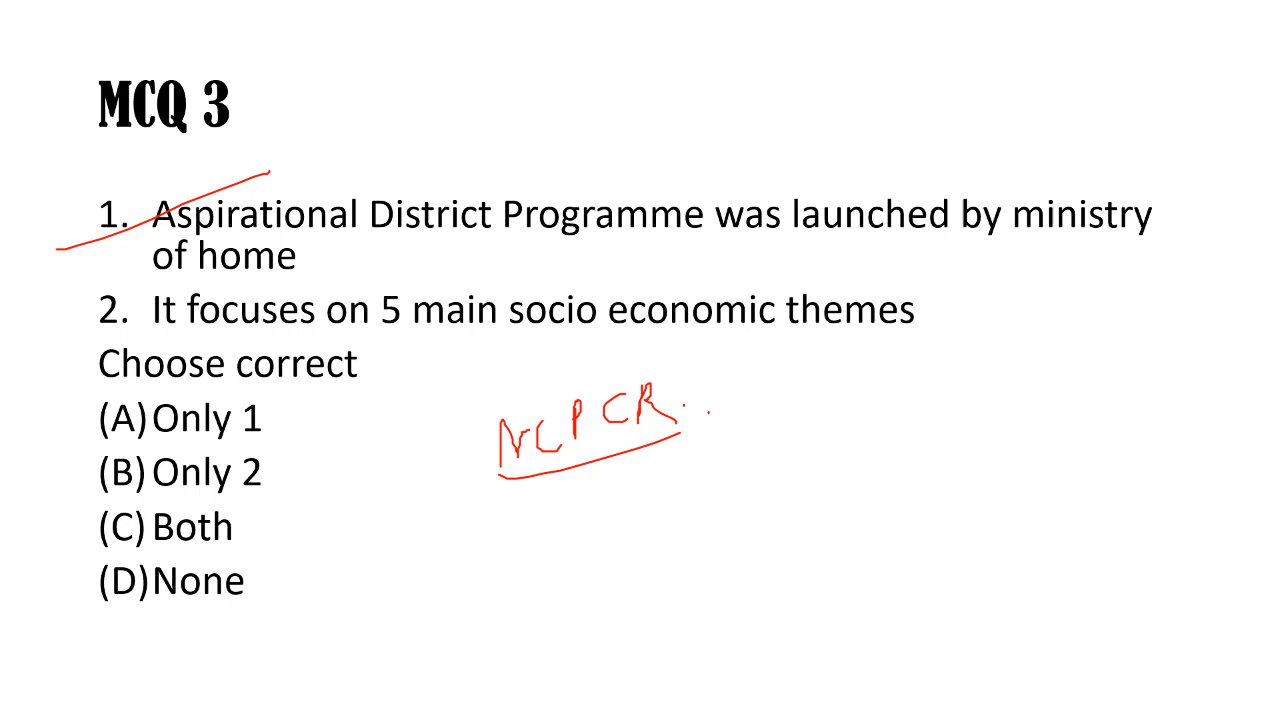 MCQ 3
1. Aspirational District Programme was launched by ministry
of home
2. It focuses on 5 main socio economic themes
Choose correct
(A) Only 1
NCPCR..
(B) Only 2
(C) Both
(D) None